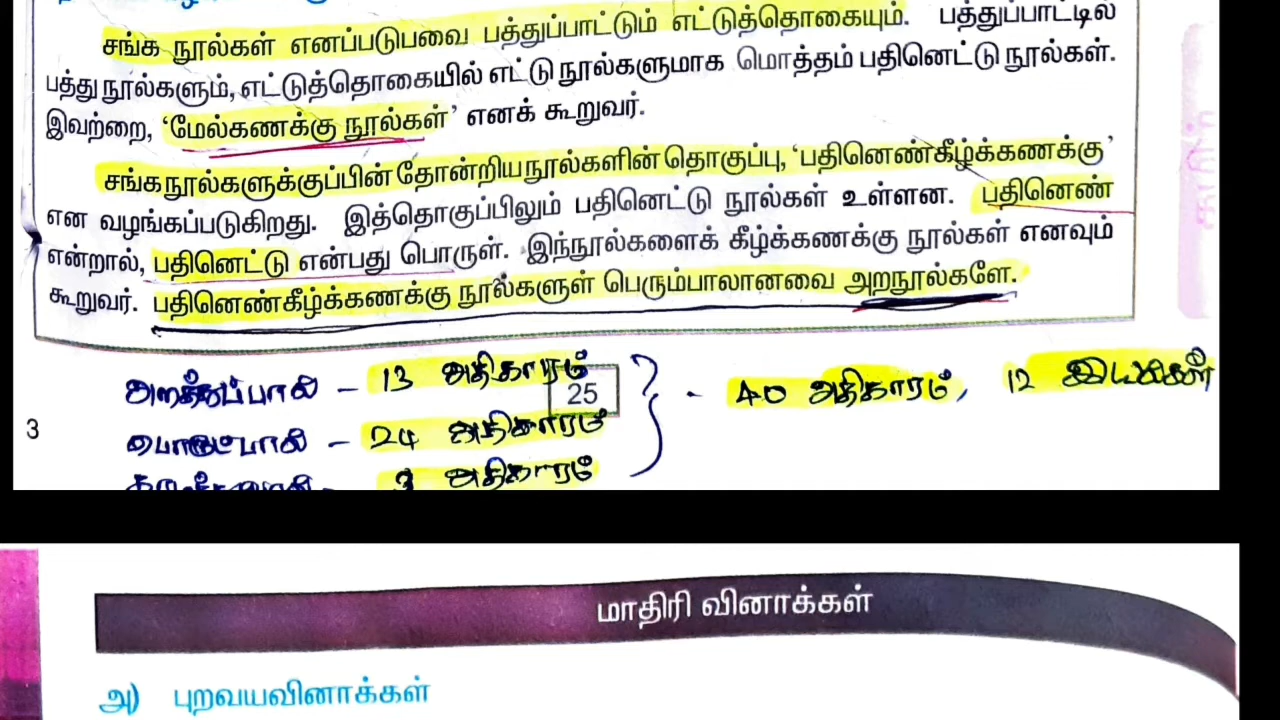 சங்க நூல்கள் எனப்படுபவை பத்துப்பாட்டும் எட்டுத்தொகையும். பத்துப்பாட்டில்
பத்து நூல்களும், எட்டுத்தொகையில் எட்டு நூல்களுமாக மொத்தம் பதினெட்டு நூல்கள்.
இவற்றை, ‘மேல்கணக்கு நூல்கள்’ எனக் கூறுவர்.
சங்க நூல்களுக்குப்பின் தோன்றிய நூல்களின் தொகுப்பு, ‘பதினெண்கீழ்க்கணக்கு’
என வழங்கப்படுகிறது. இத்தொகுப்பிலும் பதினெட்டு நூல்கள் உள்ளன. பதினெண்
என்றால், பதினெட்டு என்பது பொருள். இந்நூல்களைக் கீழ்க்கணக்கு நூல்கள் எனவும்
கூறுவர். பதினெண்கீழ்க்கணக்கு நூல்களுள் பெரும்பாலானவை அறநூல்களே.
அறத்துப்பால் – 13 அதிகாரம்
25
- 40 அதிகாரம், 12 இயல்கள்
3
பொருட்பால் – 24 அதிகாரம்
3 அதிகாரம்
மாதிரி வினாக்கள்
அ) புறவயவினாக்கள்